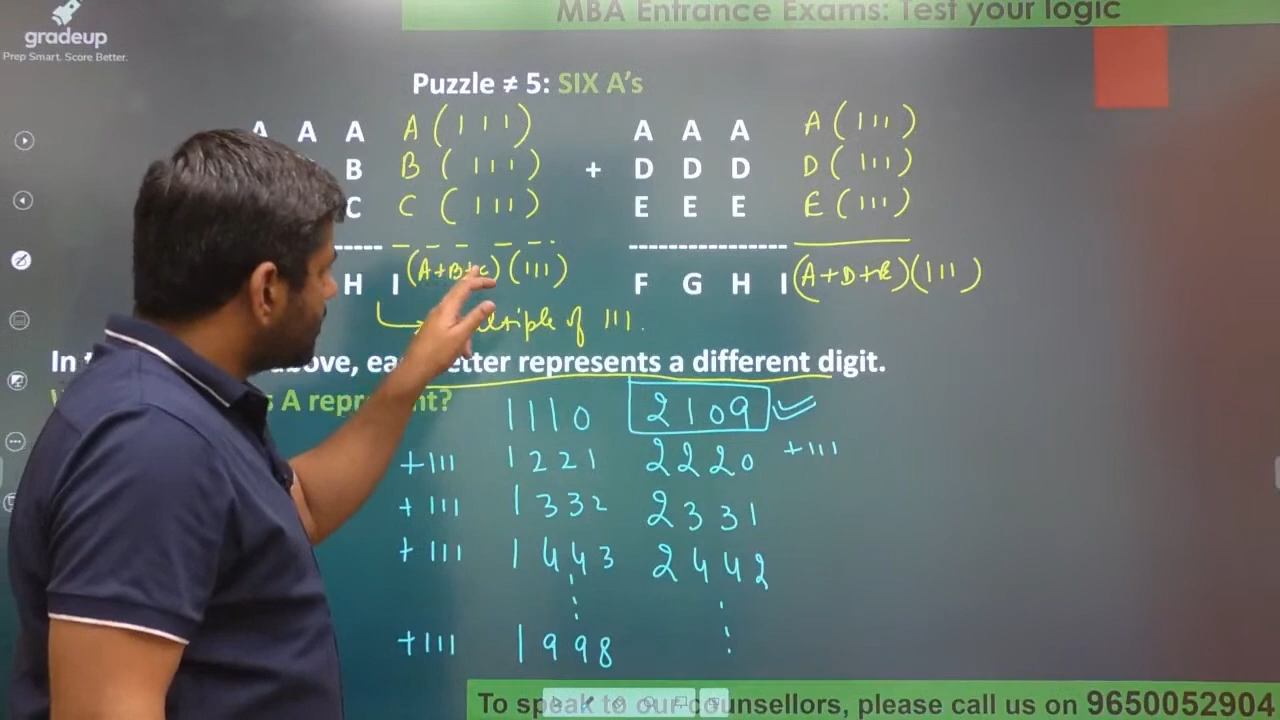 MBA Entrance Exams: Test your logic
gradeup
Prep Smart. Score Better.
Puzzle ≠ 5: SIX A's
A A A A (111) A A A A (111)
B B (111) + D D D D (111)
C C (111) E E E E (111)
----- - - - - - - ----------------
H I (A+B+C) (111) F G H I (A+D+E) (111)
of 111.
In above, letter represents a different digit.
A represent?
1110 2109
+111 1221 2220 +111
+111 1332 2331
+111 1443 2442
+111 1998
To speak to our counsellors, please call us on 9650052904